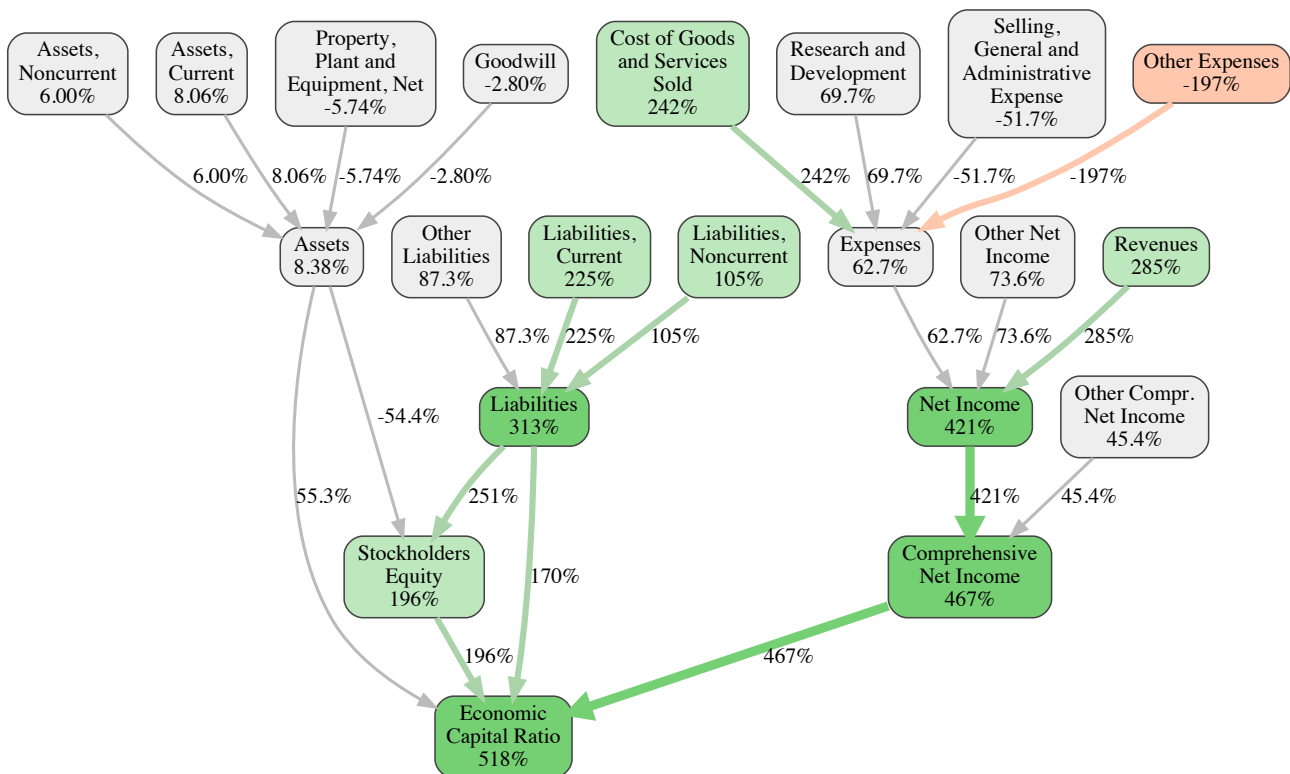 Assets,
Noncurrent
6.00%
Assets,
Current
8.06%
Property,
Plant and
Equipment, Net
-5.74%
Goodwill
-2.80%
Cost of Goods
and Services
Sold
242%
Research and
Development
69.7%
Selling,
General and
Administrative
Expense
-51.7%
Other Expenses
-197%
6.00%
8.06%
-5.74%
-2.80%
242%
69.7%
-51.7%
-197%
Assets
8.38%
Other
Liabilities
87.3%
Liabilities,
Current
225%
Liabilities,
Noncurrent
105%
Expenses
62.7%
Other Net
Income
73.6%
Revenues
285%
87.3%
225%
105%
62.7%
73.6%
285%
Liabilities
313%
Net Income
421%
Other Compr.
Net Income
45.4%
-54.4%
55.3%
251%
421%
45.4%
Stockholders
Equity
196%
170%
Comprehensive
Net Income
467%
196%
467%
Economic
Capital Ratio
518%